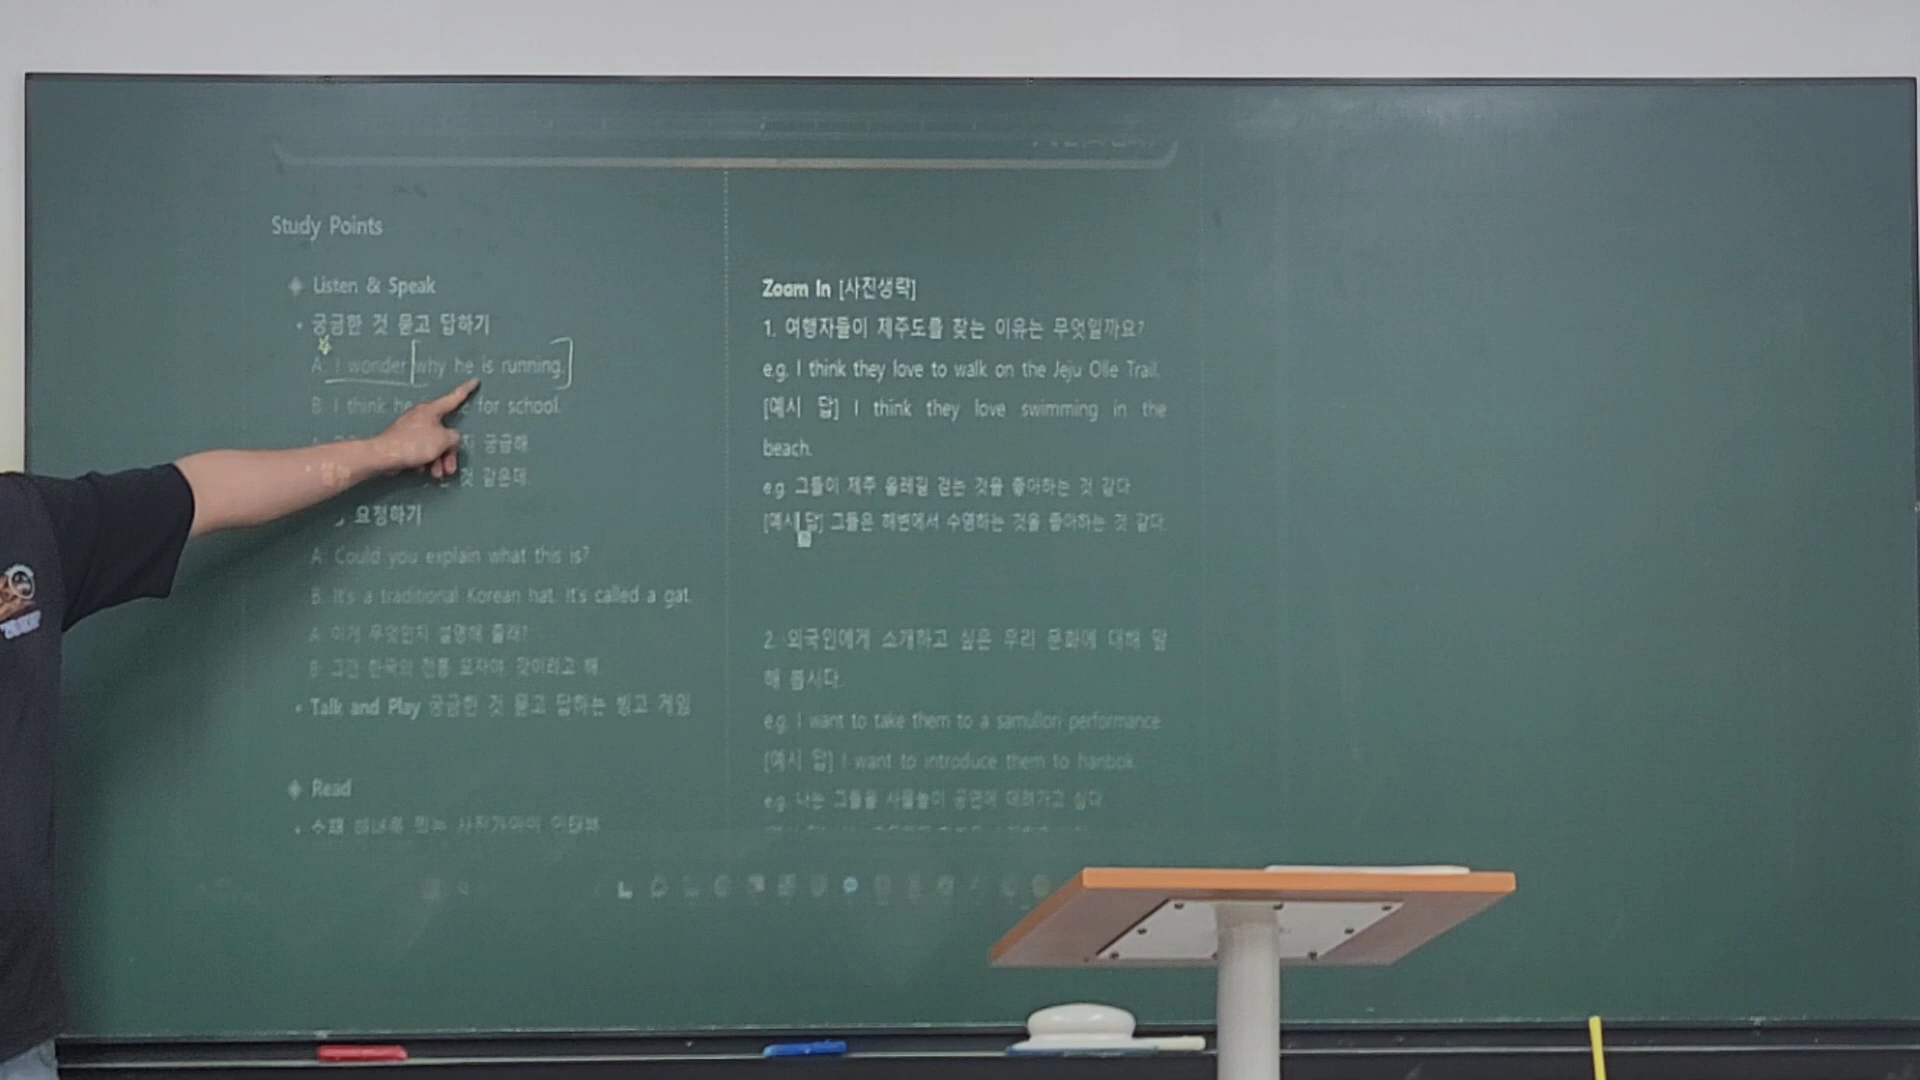 Study Points
Listen & Speak
궁금한 것 묻고 답하기
A: I wonder why he is running.
B: I think he for school.
궁금해.
것 같은데.
요청하기
A: Could you explain what this is?
B: It's a traditional Korean hat. It's called a gat.
A: 이게 무엇인지 설명해 줄래?
B: 그건 한국의 전통 모자야. 갓이라고 해.
Talk and Play 궁금한 것 묻고 답하는 빙고 게임
Read
Zoom In [사진생략]
1. 여행자들이 제주도를 찾는 이유는 무엇일까요?
e.g. I think they love to walk on the Jeju Olle Trail.
[예시 답] I think they love swimming in the
beach.
e.g. 그들이 제주 올레길 걷는 것을 좋아하는 것 같다.
[예시 답] 그들은 해변에서 수영하는 것을 좋아하는 것 같다.
2. 외국인에게 소개하고 싶은 우리 문화에 대해 말
해 봅시다.
e.g. I want to take them to a samulnori performance.
[예시 답] I want to introduce them to hanbok.
e.g. 나는 그들을 사물놀이 공연에 데려가고 싶다.